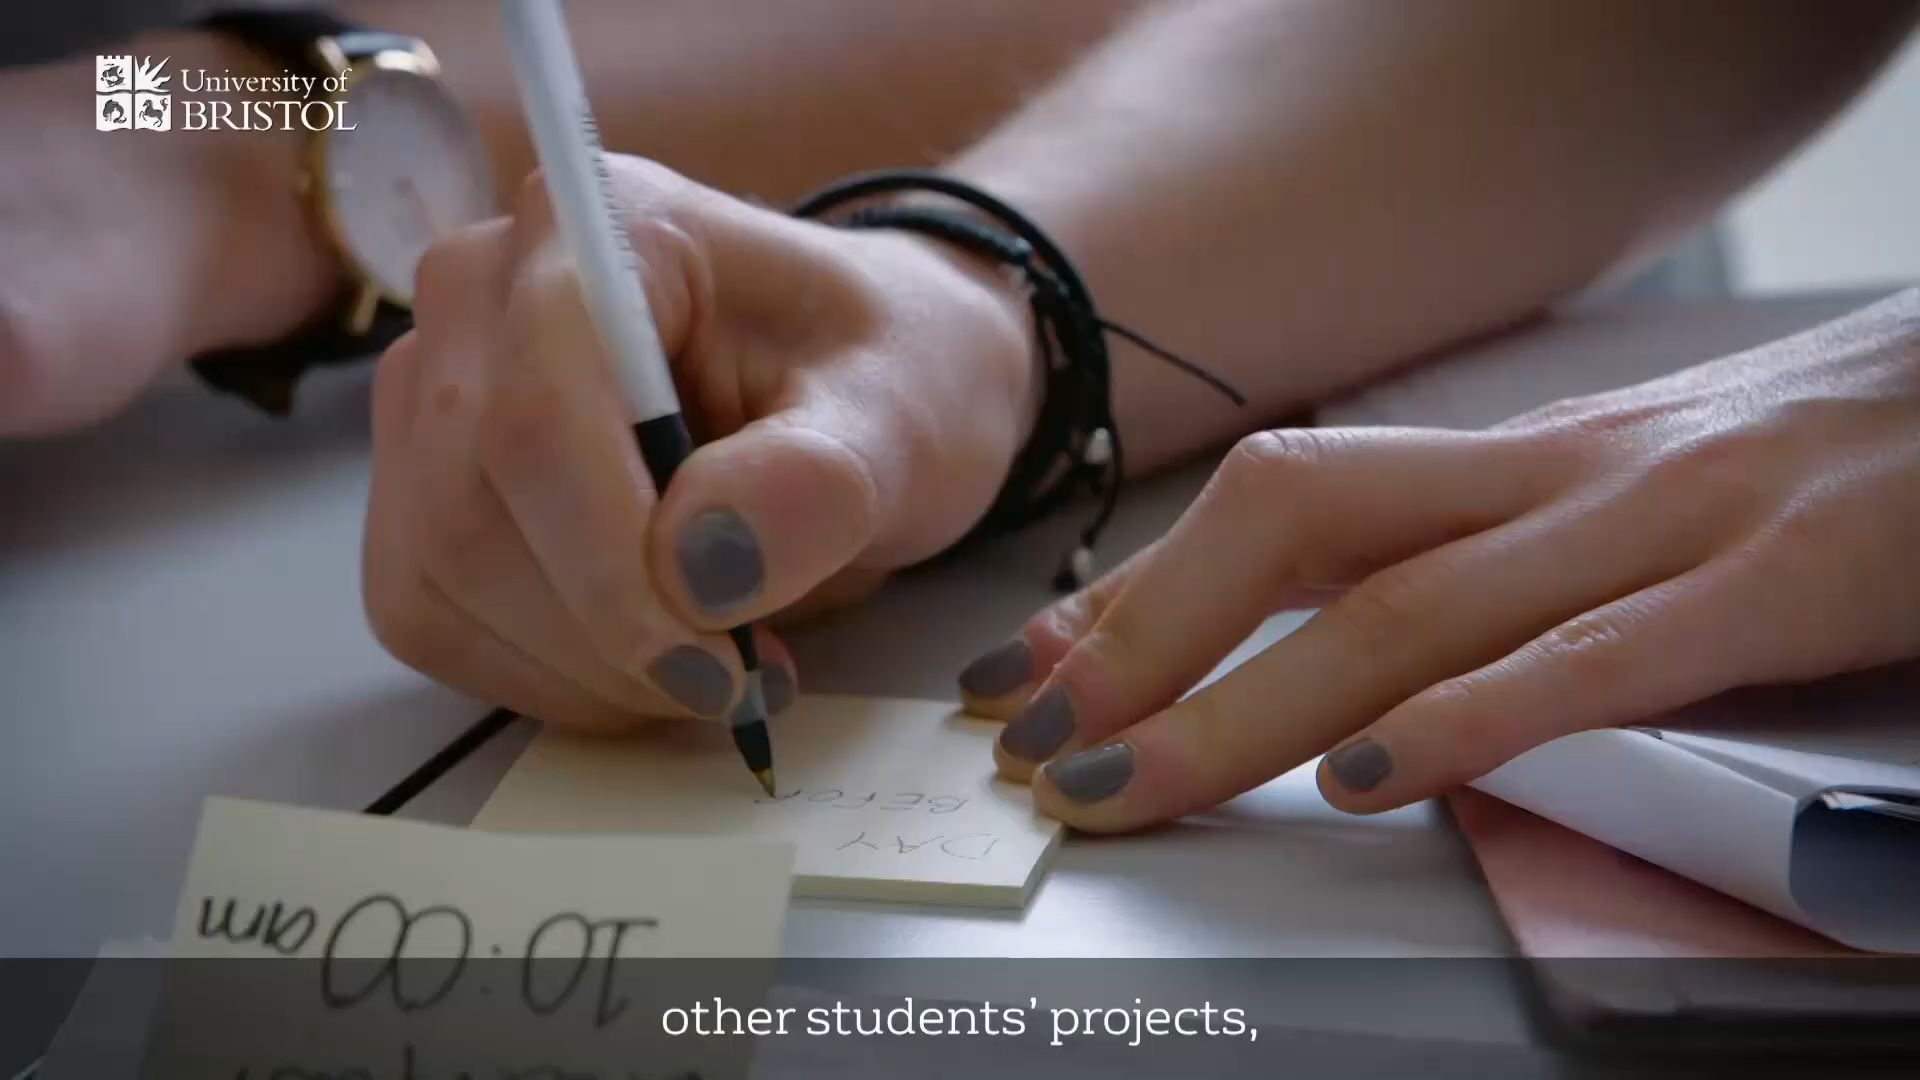 University of
BRISTOL
DAY
BEFOR
10:00am
other students' projects,